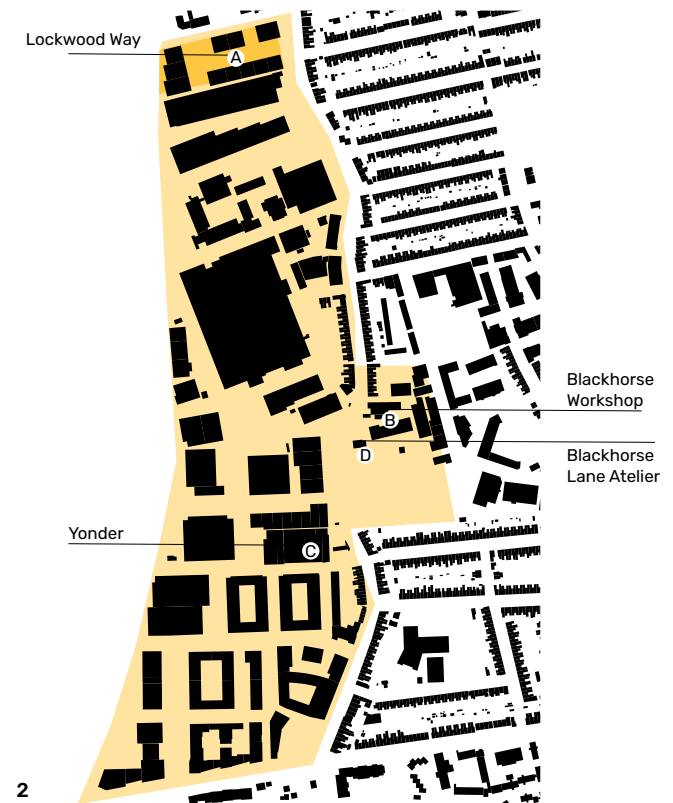 Lockwood Way
A
Blackhorse
Workshop
B
Blackhorse
Lane Atelier
D
Yonder
C
2